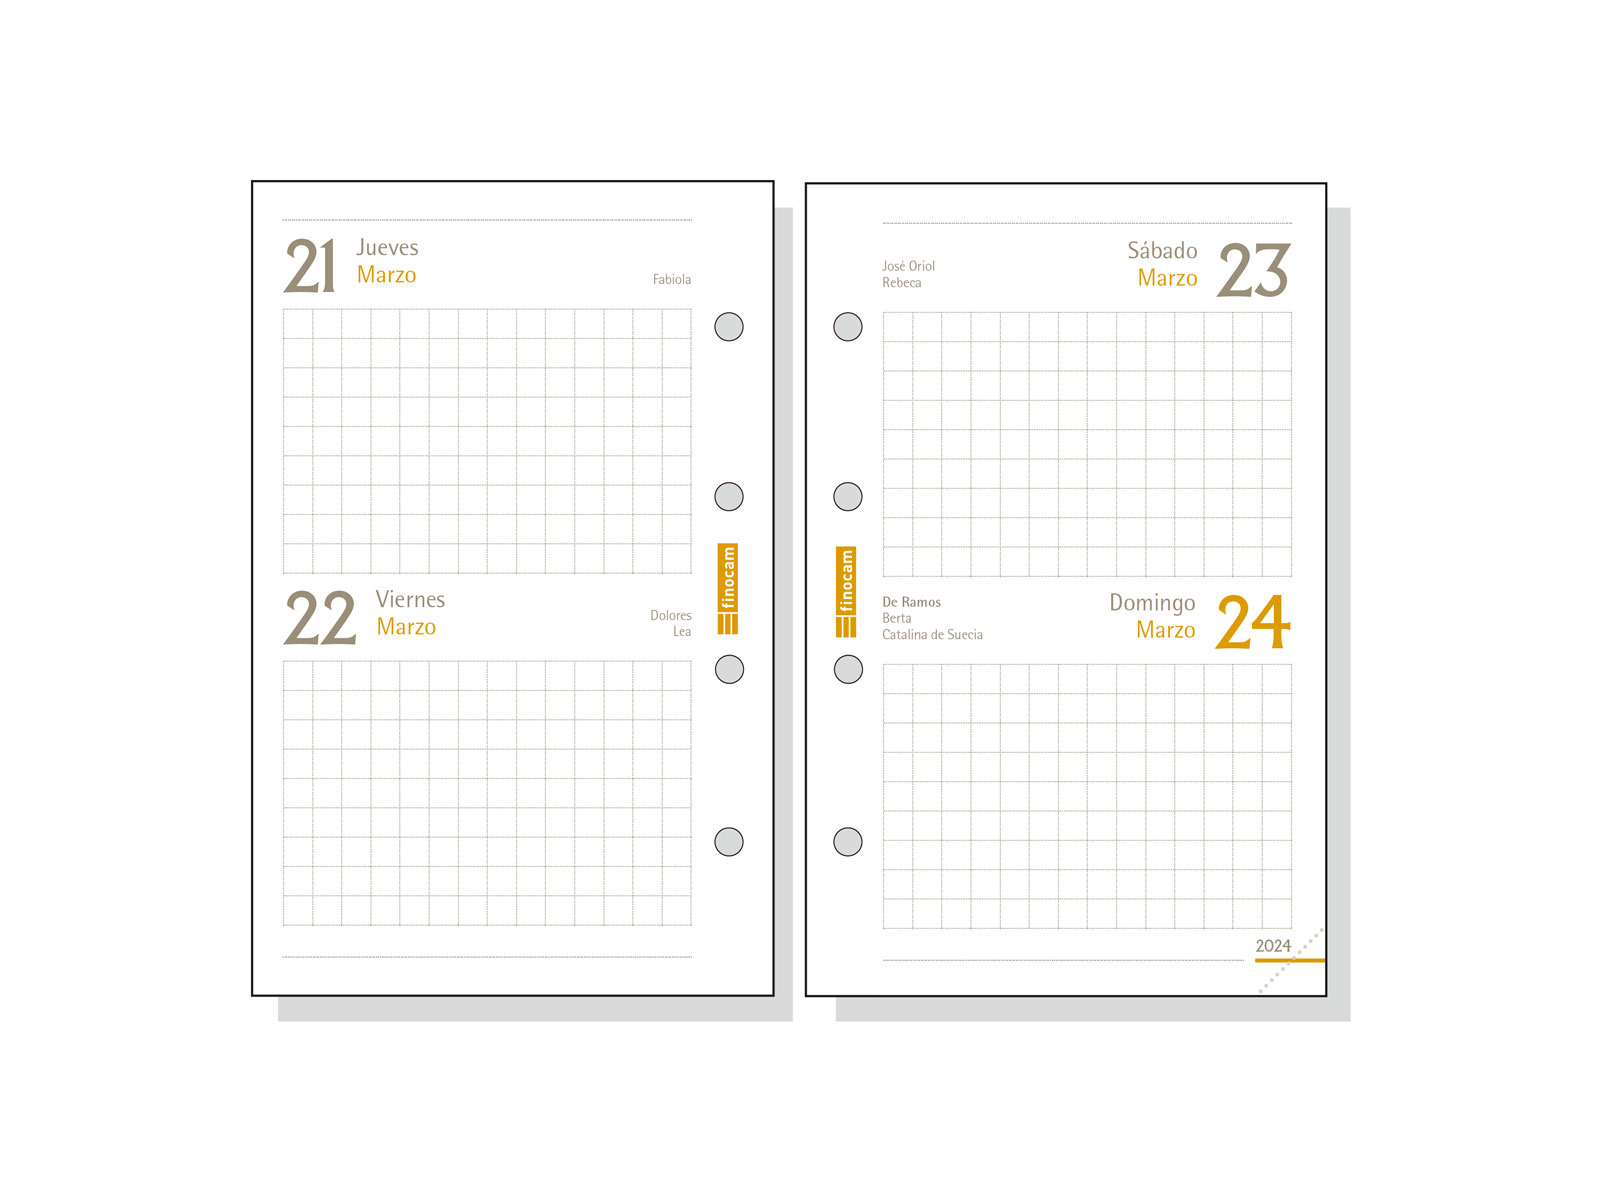 21 Jueves
Marzo
Fabiola
22 Viernes
Marzo
Dolores
Lea
finocam
José Oriol
Rebeca
Sábado
Marzo
23
finocam
De Ramos
Berta
Catalina de Suecia
Domingo
Marzo
24
2024